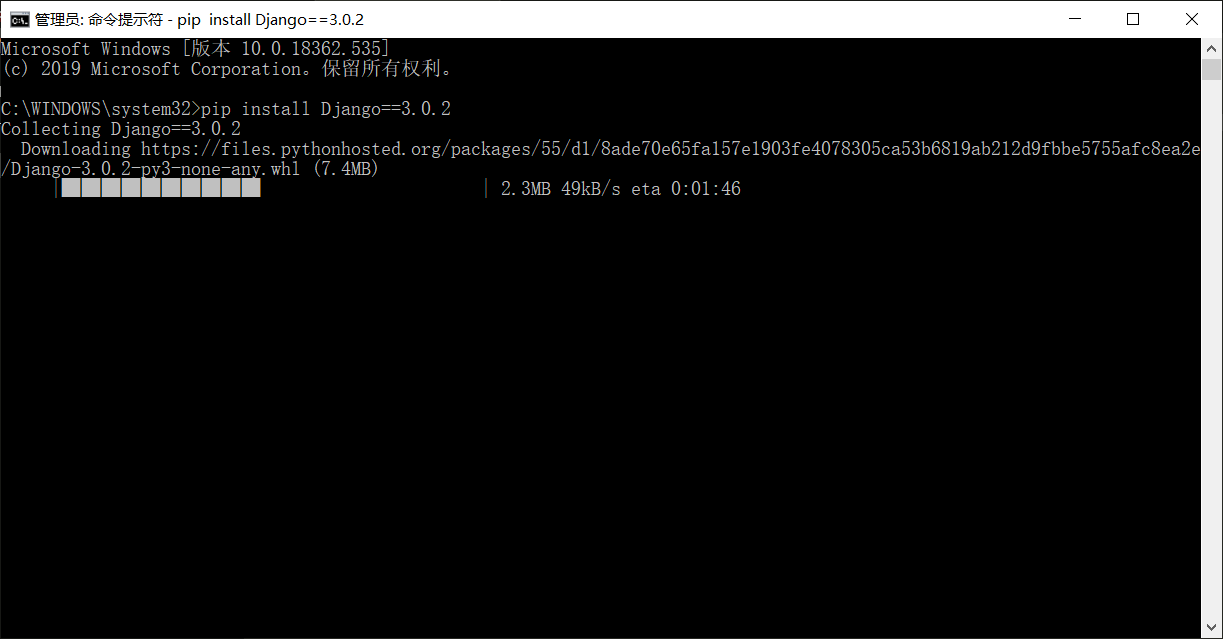 管理员: 命令提示符 - pip  install Django==3.0.2
Microsoft Windows [版本 10.0.18362.535]
(c) 2019 Microsoft Corporation。保留所有权利。
C:\WINDOWS\system32>pip install Django==3.0.2
Collecting Django==3.0.2
  Downloading https://files.pythonhosted.org/packages/55/d1/8ade70e65fa157e1903fe4078305ca53b6819ab212d9fbbe5755afc8ea2e
/Django-3.0.2-py3-none-any.whl (7.4MB)
| 2.3MB 49kB/s eta 0:01:46